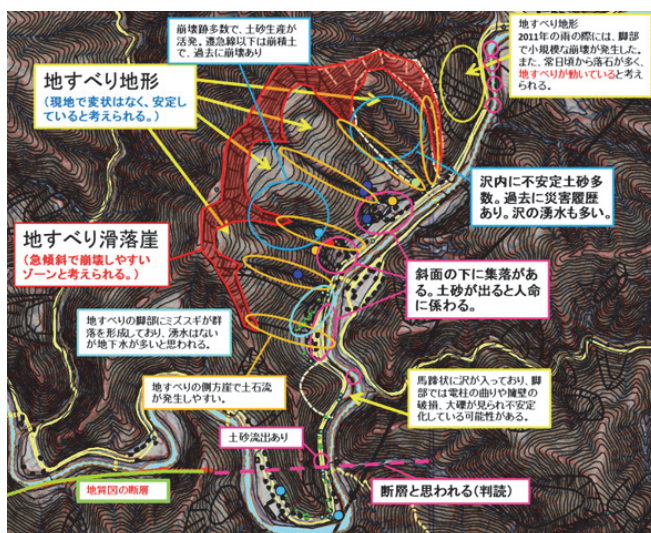 崩壊跡多数で、土砂生産が
活発。遷急線以下は崩積土
で、過去に崩壊あり
地すべり地形
2011年の雨の際には、脚部
で小規模な崩壊が発生した。
また、常日頃から落石が多く、
地すべりが動いていると考え
られる。
地すべり地形
（現地で変状はなく、安定し
ていると考えられる。）
沢内に不安定土砂多
数。過去に災害履歴
あり。沢の湧水も多い。
地すべり滑落崖
（急傾斜で崩壊しやすい
ゾーンと考えられる。）
斜面の下に集落があ
る。土砂が出ると人命
に係わる。
地すべりの脚部にミズスギが群
落を形成しており、湧水はない
が地下水が多いと思われる。
地すべりの側方崖で土石流
が発生しやすい。
馬蹄状に沢が入っており、脚
部では電柱の曲りや擁壁の
破損、大礫が見られ不安定
化している可能性がある。
土砂流出あり
地質図の断層
断層と思われる（判読）